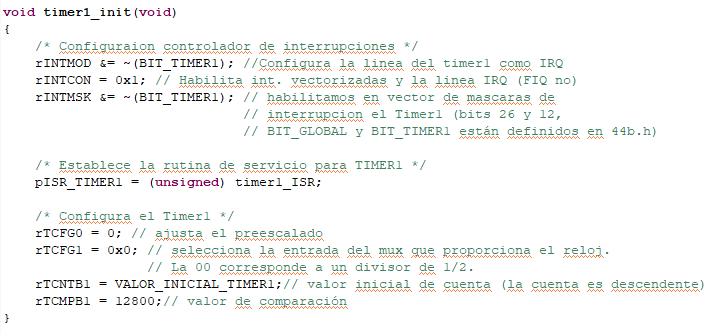 void timer1_init(void)
{
/* Configuraion controlador de interrupciones */
rINTMOD &= ~(BIT_TIMER1); //Configura la linea del timer1 como IRQ
rINTCON = 0x1; // Habilita int. vectorizadas y la linea IRQ (FIQ no)
rINTMSK &= ~(BIT_TIMER1); // habilitamos en vector de mascaras de
// interrupcion el Timer1 (bits 26 y 12,
// BIT_GLOBAL y BIT_TIMER1 están definidos en 44b.h)
/* Establece la rutina de servicio para TIMER1 */
pISR_TIMER1 = (unsigned) timer1_ISR;
/* Configura el Timer1 */
rTCFG0 = 0; // ajusta el preescalado
rTCFG1 = 0x0; // selecciona la entrada del mux que proporciona el reloj.
// La 00 corresponde a un divisor de 1/2.
rTCNTB1 = VALOR_INICIAL_TIMER1;// valor inicial de cuenta (la cuenta es descendente)
rTCMPB1 = 12800;// valor de comparación
}